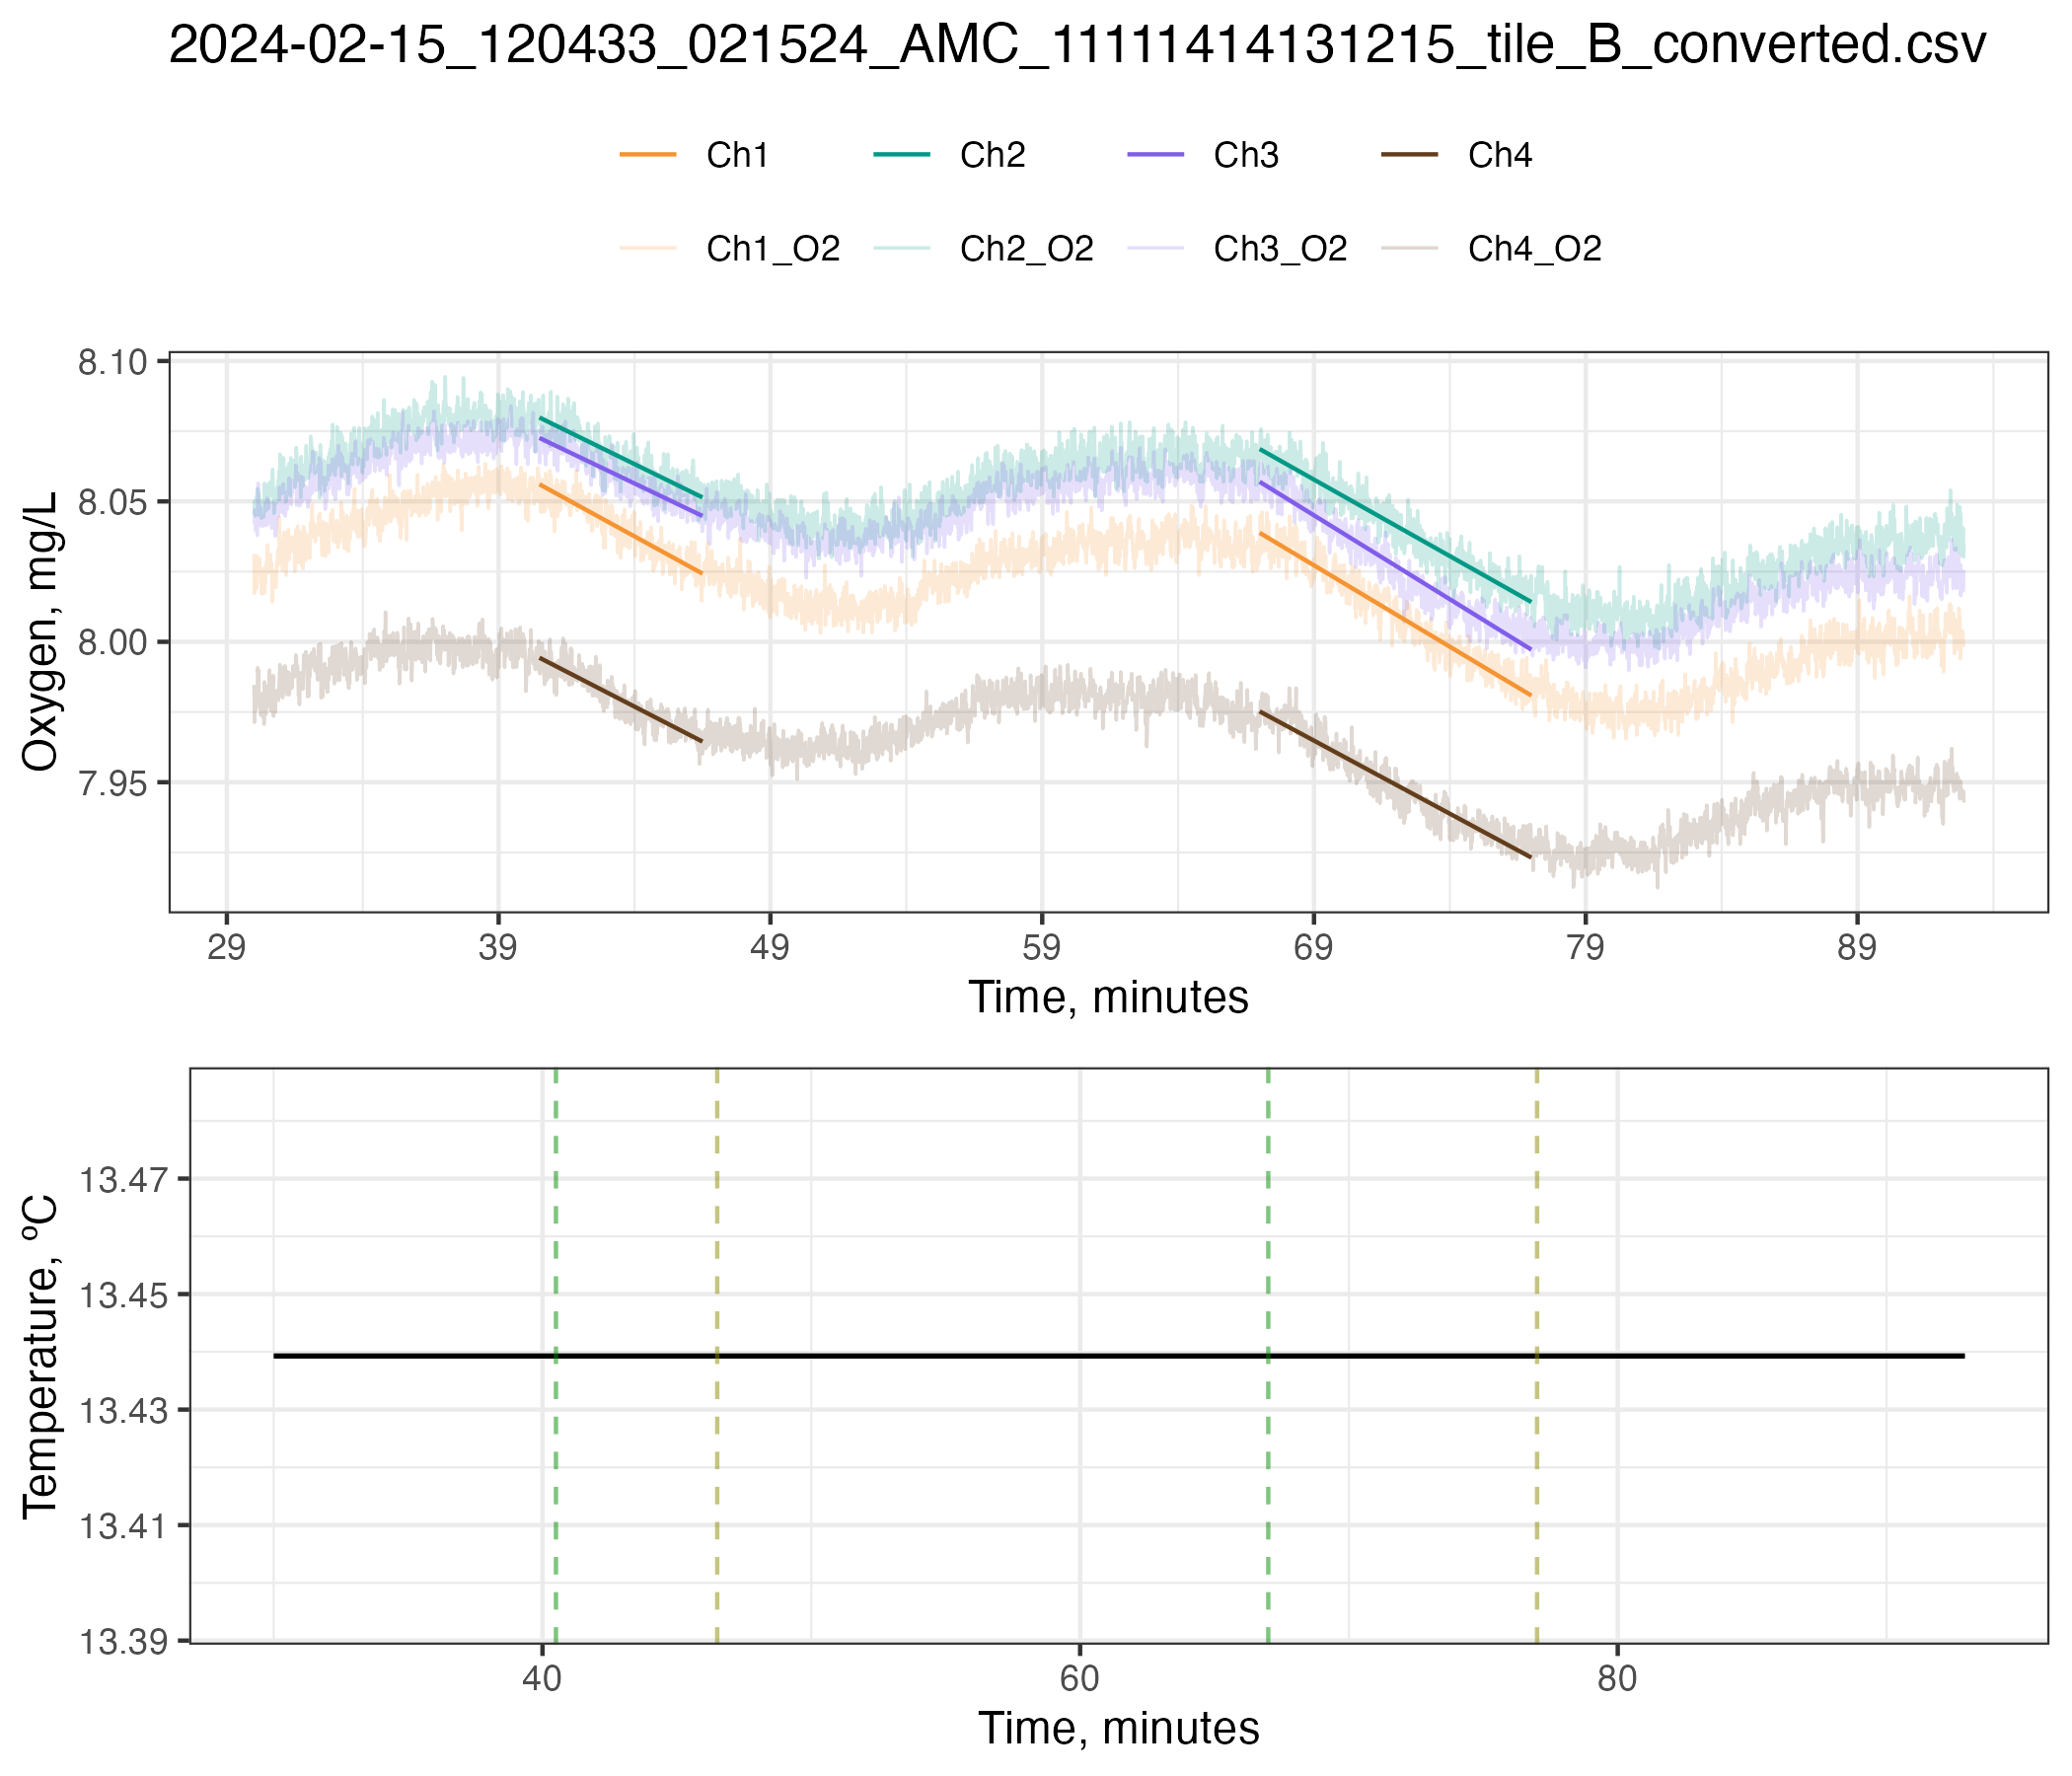 2024-02-15_120433_021524_AMC_11111414131215_tile_B_converted.csv
Ch1 Ch2 Ch3 Ch4
Ch1_O2 Ch2_O2 Ch3_O2 Ch4_O2
Oxygen, mg/L
8.10
8.05
8.00
7.95
29 39 49 59 69 79 89
Time, minutes
Temperature, ºC
13.47
13.45
13.43
13.41
13.39
40 60 80
Time, minutes